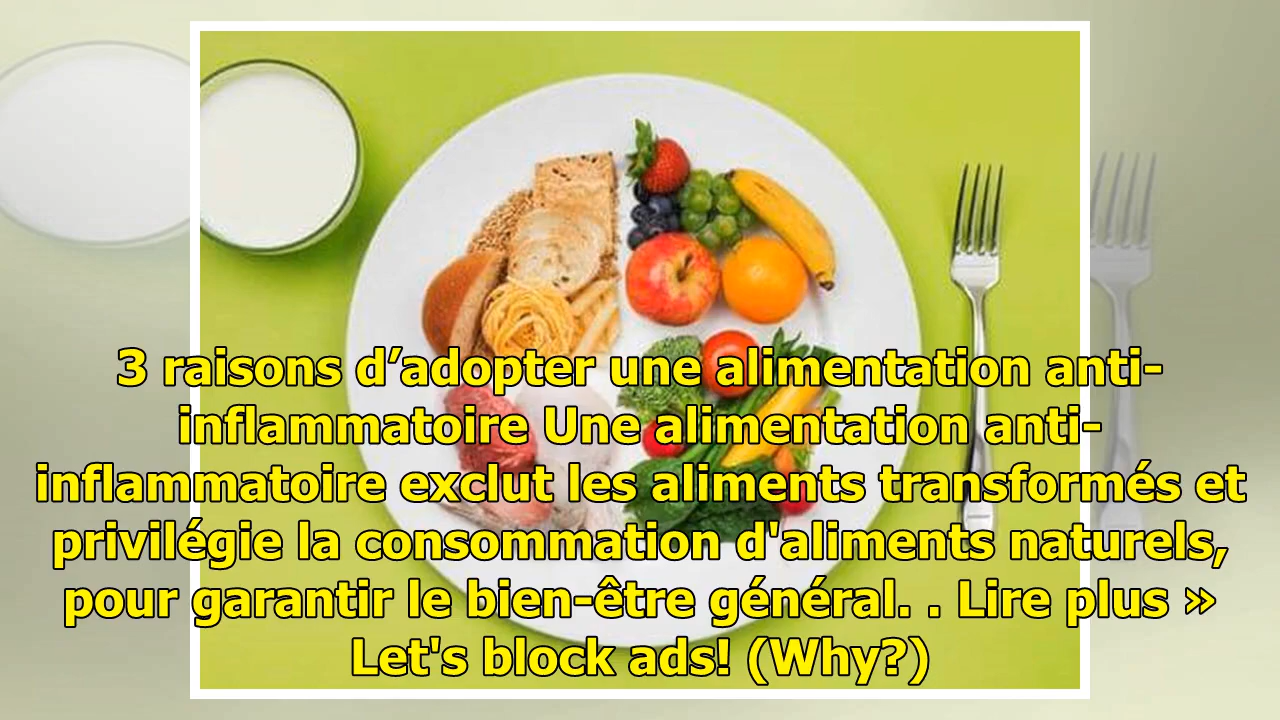 3 raisons d’adopter une alimentation anti-
inflammatoire Une alimentation anti-
inflammatoire exclut les aliments transformés et
privilégie la consommation d'aliments naturels,
pour garantir le bien-être général. . Lire plus »
Let's block ads! (Why?)